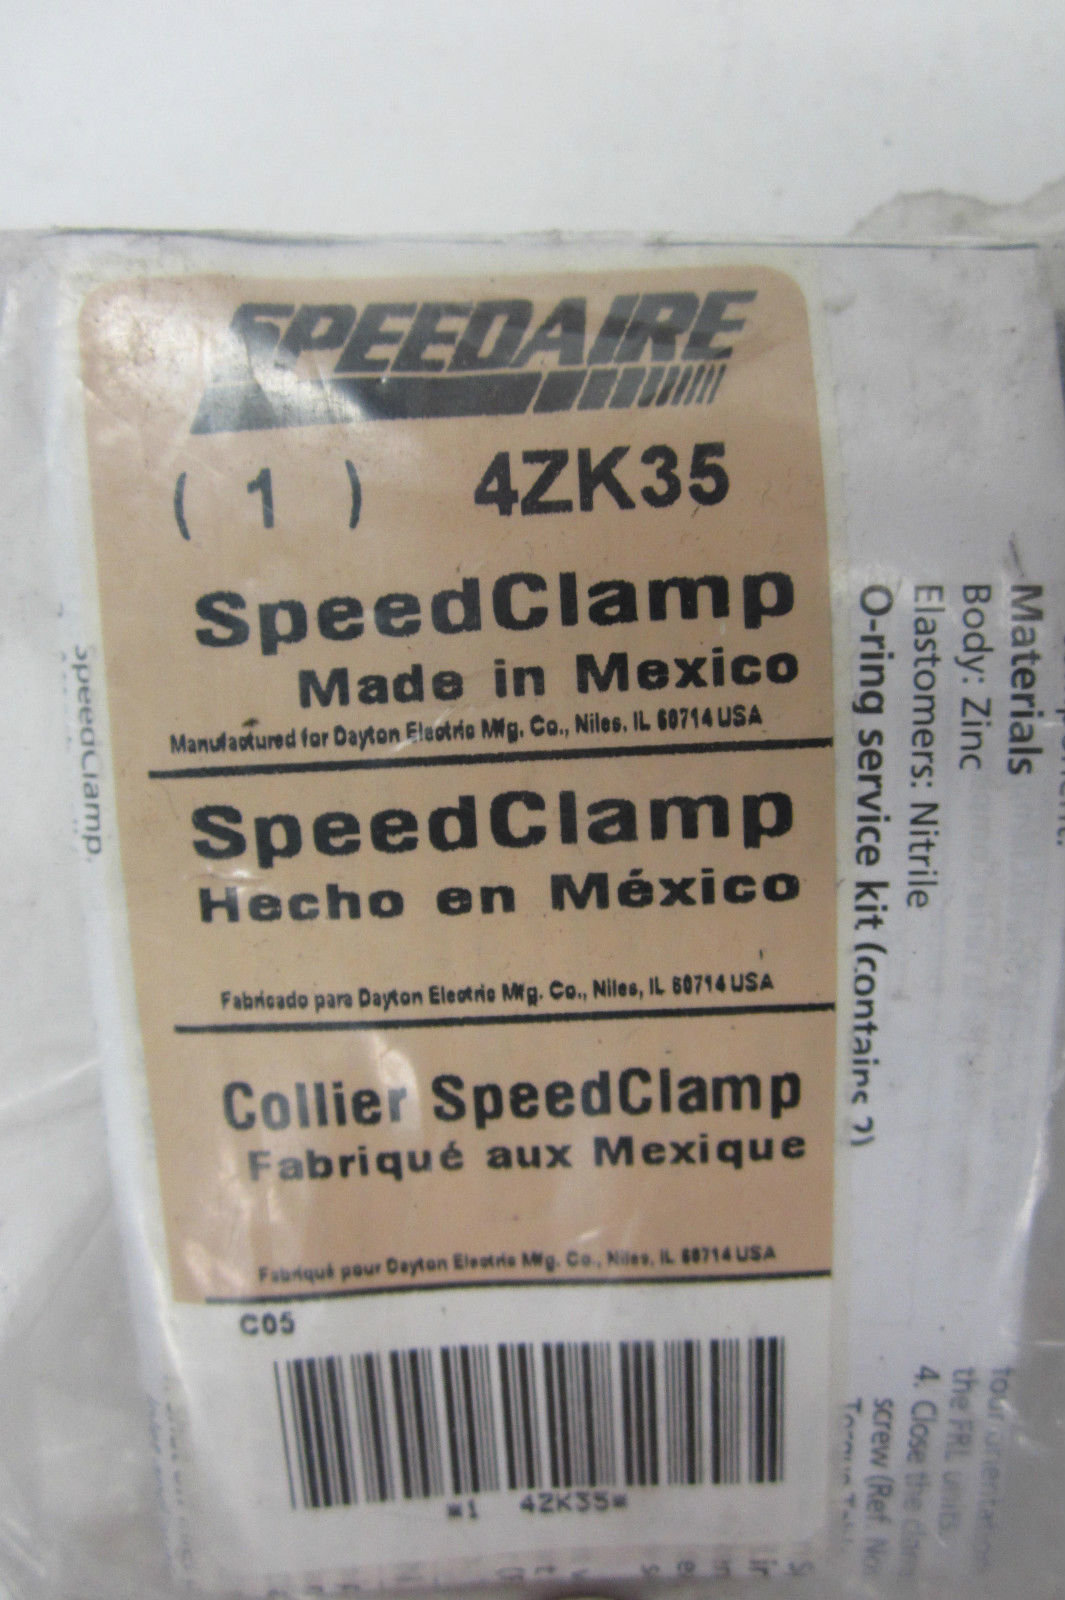 SPEEDAIRE
( 1 ) 4ZK35
SpeedClamp
Made in Mexico
Manufactured for Dayton Electric Mfg. Co., Niles, IL 60714 USA
SpeedClamp
Hecho en México
Fabricado para Dayton Electric Mfg. Co., Niles, IL 60714 USA
Collier SpeedClamp
Fabriqué aux Mexique
Fabriqué pour Dayton Electric Mfg. Co., Niles, IL 60714 USA
C05
*1 4ZK35*
Materials
Body: Zinc
Elastomers: Nitrile
O-ring service kit (contains 2)
the FRL units.
4. Close the clamp
screw (Ref. No.
SpeedClamp.